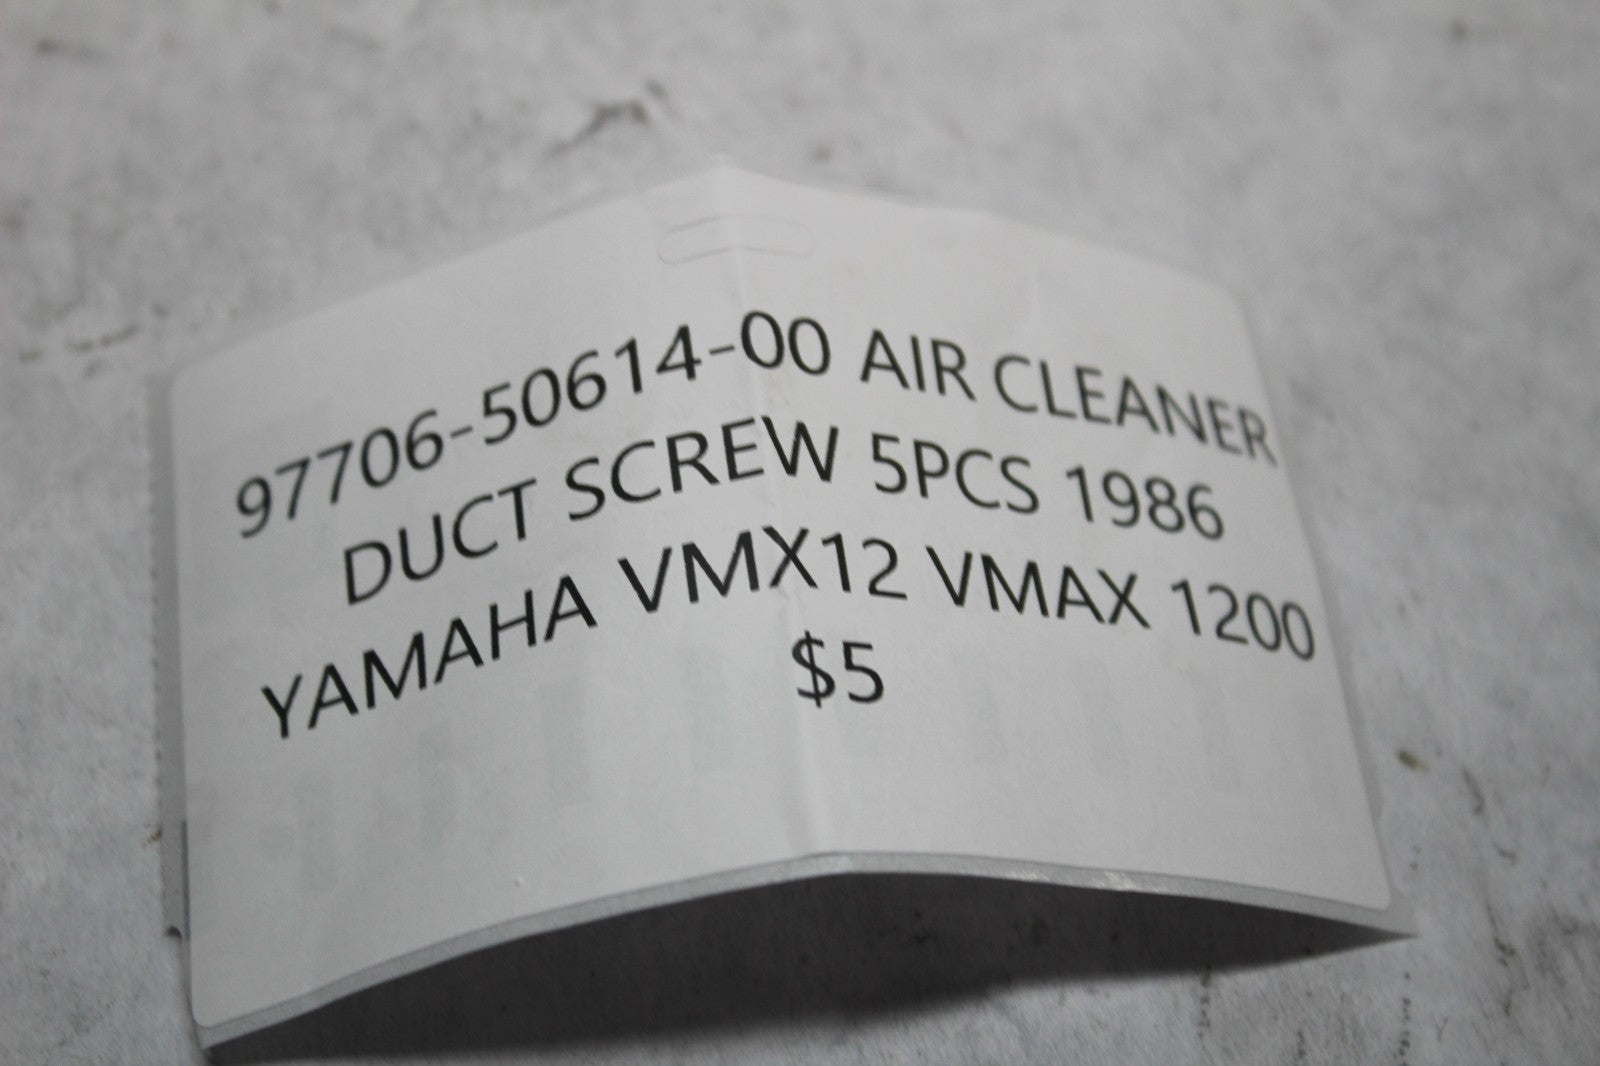 97706-50614-00 AIR CLEANER
DUCT SCREW 5PCS 1986
YAMAHA VMX12 VMAX 1200
$5